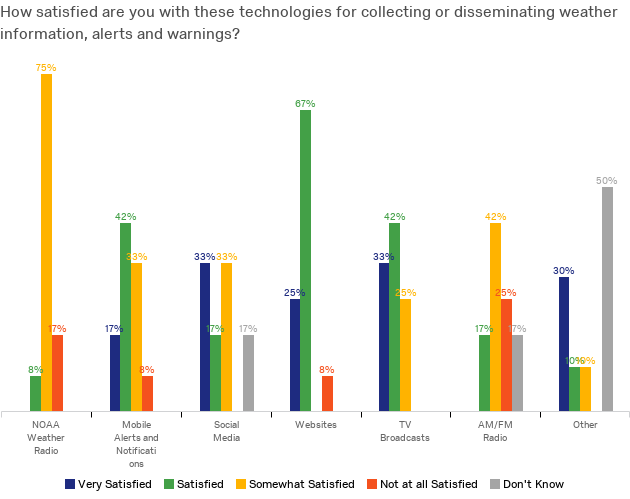 How satisfied are you with these technologies for collecting or disseminating weather
information, alerts and warnings?
75%
8%
17%
NOAA
Weather
Radio
17%
42%
33%
8%
Mobile
Alerts and
Notificati
ons
33%
17%
33%
17%
Social
Media
25%
67%
8%
Websites
33%
42%
25%
TV
Broadcasts
17%
42%
25%
17%
AM/FM
Radio
30%
10%
10%
50%
Other
Very Satisfied
Satisfied
Somewhat Satisfied
Not at all Satisfied
Don't Know